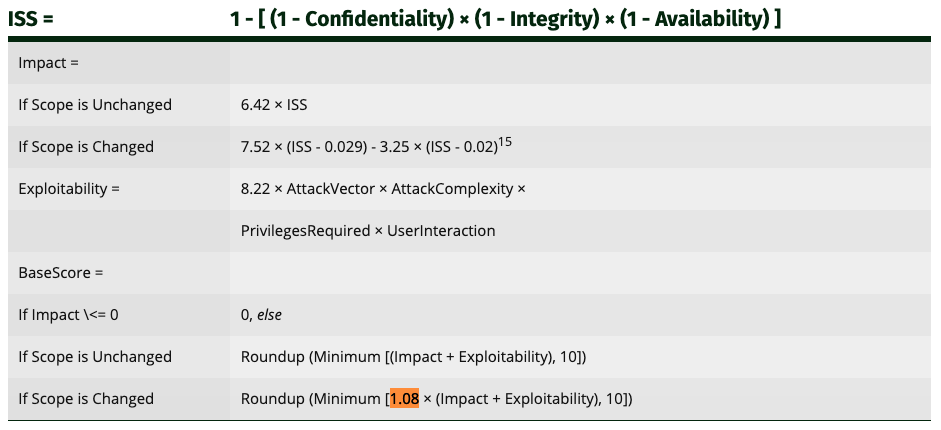 ISS = 1 - [ (1 - Confidentiality) × (1 - Integrity) × (1 - Availability) ]
Impact =
If Scope is Unchanged 6.42 × ISS
If Scope is Changed 7.52 × (ISS - 0.029) - 3.25 × (ISS - 0.02)15
Exploitability = 8.22 × AttackVector × AttackComplexity ×
PrivilegesRequired × UserInteraction
BaseScore =
If Impact \<= 0 0, else
If Scope is Unchanged Roundup (Minimum [(Impact + Exploitability), 10])
If Scope is Changed Roundup (Minimum [1.08 × (Impact + Exploitability), 10])